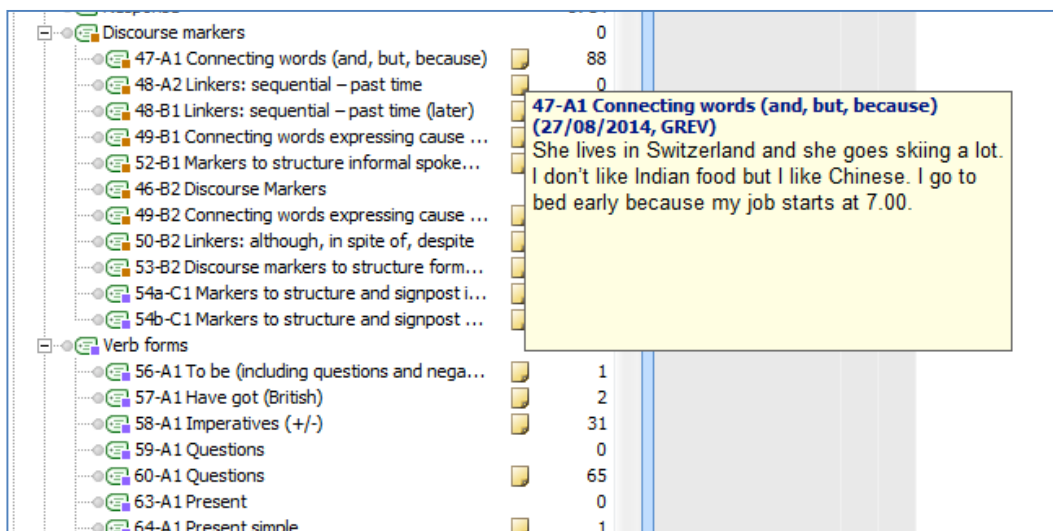 Discourse markers 0
47-A1 Connecting words (and, but, because) 88
48-A2 Linkers: sequential – past time 0
48-B1 Linkers: sequential – past time (later)
49-B1 Connecting words expressing cause ...
52-B1 Markers to structure informal spoke...
46-B2 Discourse Markers
49-B2 Connecting words expressing cause ...
50-B2 Linkers: although, in spite of, despite
53-B2 Discourse markers to structure form...
54a-C1 Markers to structure and signpost i...
54b-C1 Markers to structure and signpost ...
47-A1 Connecting words (and, but, because)
(27/08/2014, GREV)
She lives in Switzerland and she goes skiing a lot.
I don't like Indian food but I like Chinese. I go to
bed early because my job starts at 7.00.
Verb forms
56-A1 To be (including questions and nega... 1
57-A1 Have got (British) 2
58-A1 Imperatives (+/-) 31
59-A1 Questions 0
60-A1 Questions 65
63-A1 Present 0
64-A1 Present simple 1